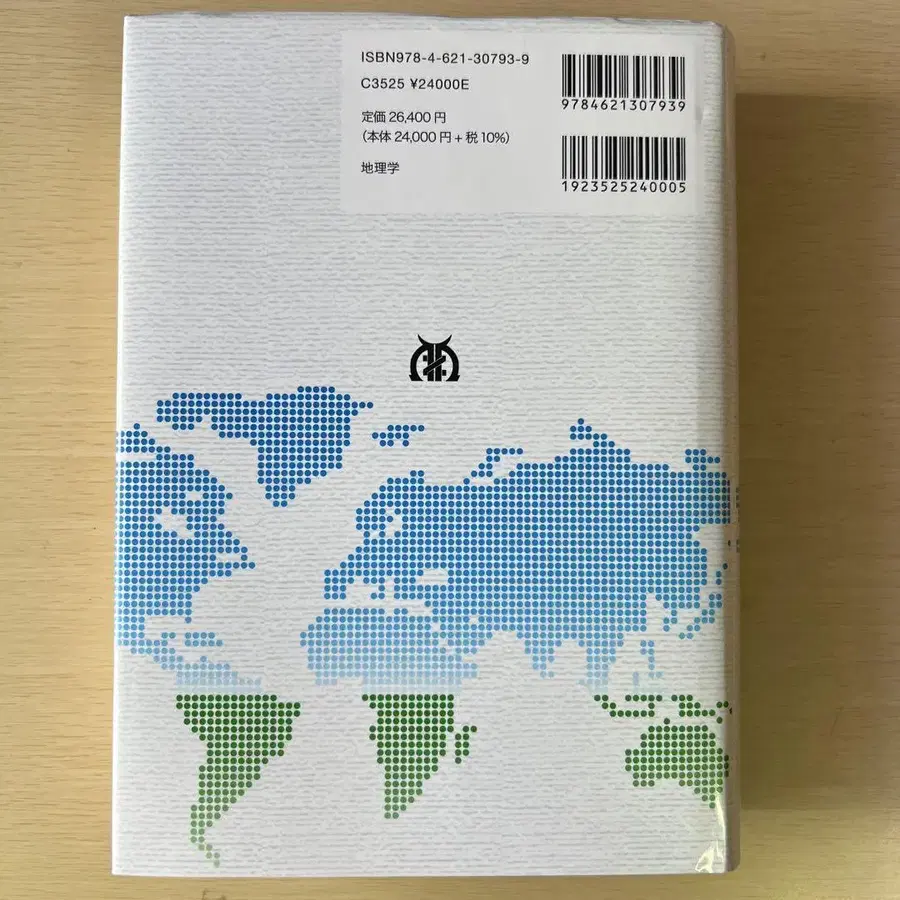 ISBN978-4-621-30793-9
C3525 ¥24000E
定価 26,400 円
(本体 24,000 円+税 10%)
地理学
9784621307939
1923525240005